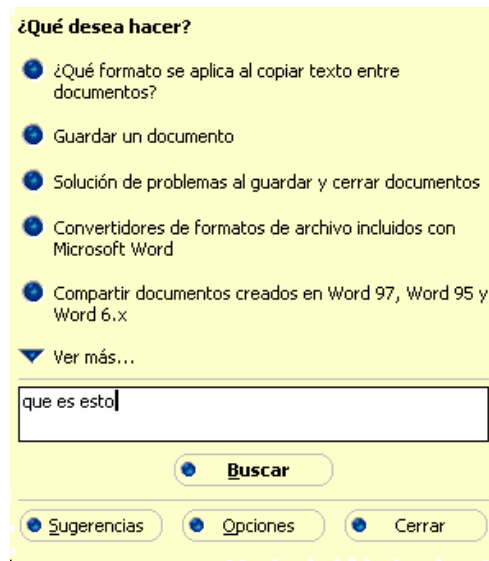 ¿Qué desea hacer?
¿Qué formato se aplica al copiar texto entre
documentos?
Guardar un documento
Solución de problemas al guardar y cerrar documentos
Convertidores de formatos de archivo incluidos con
Microsoft Word
Compartir documentos creados en Word 97, Word 95 y
Word 6.x
Ver más...
que es esto
Buscar
Sugerencias Opciones Cerrar